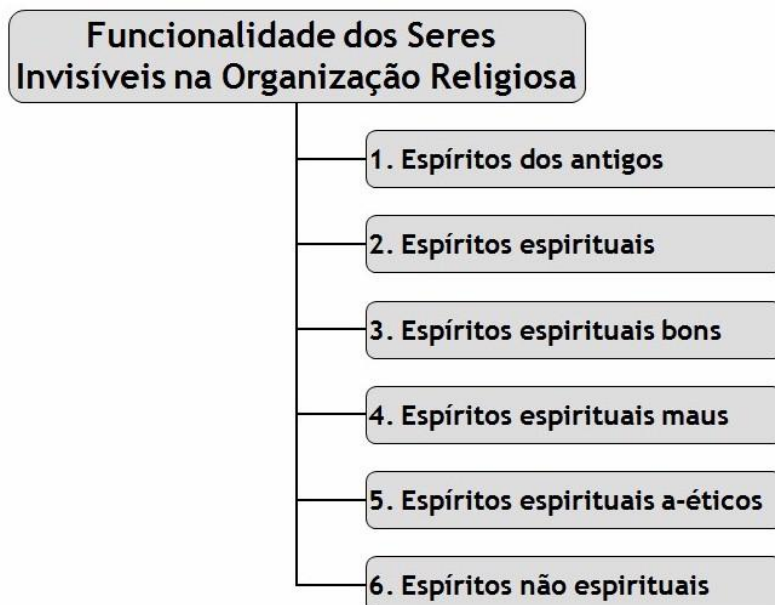 Funcionalidade dos Seres
Invisíveis na Organização Religiosa
1. Espíritos dos antigos
2. Espíritos espirituais
3. Espíritos espirituais bons
4. Espíritos espirituais maus
5. Espíritos espirituais a-éticos
6. Espíritos não espirituais